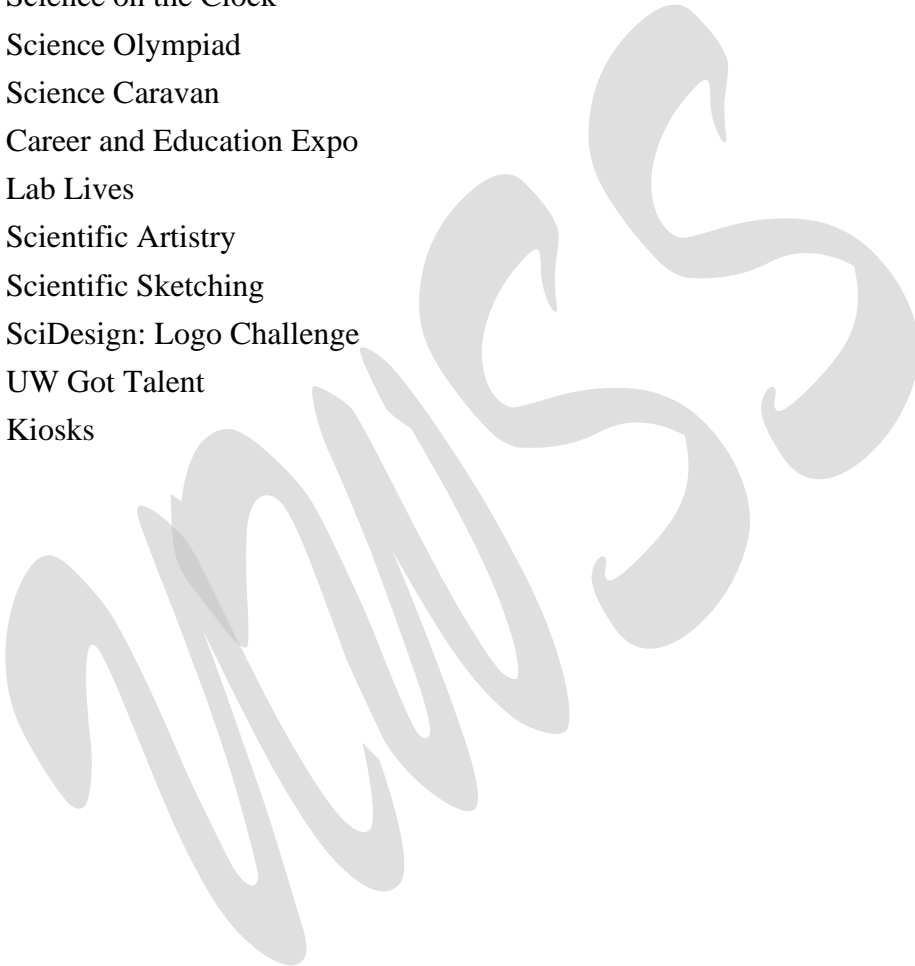 Science on the Clock
Science Olympiad
Science Caravan
Career and Education Expo
Lab Lives
Scientific Artistry
Scientific Sketching
SciDesign: Logo Challenge
UW Got Talent
Kiosks
UWSS